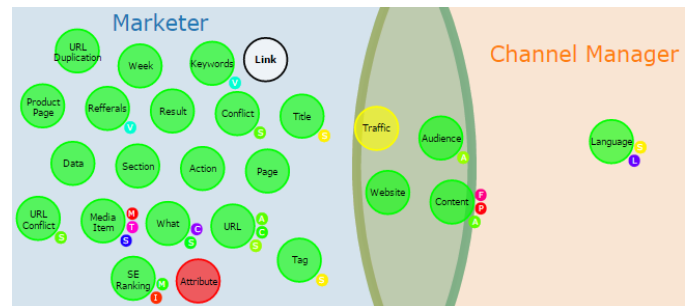 Marketer
Channel Manager
URL
Duplication
Week
Keywords
V
Link
Product
Page
Refferals
V
Result
Conflict
S
Title
S
Traffic
Audience
A
Language
S
L
Data
Section
Action
Page
Website
Content
F
P
A
URL
Conflict
S
Media
Item
M
T
S
What
C
S
URL
A
C
S
Tag
S
SE
Ranking
M
I
Attribute